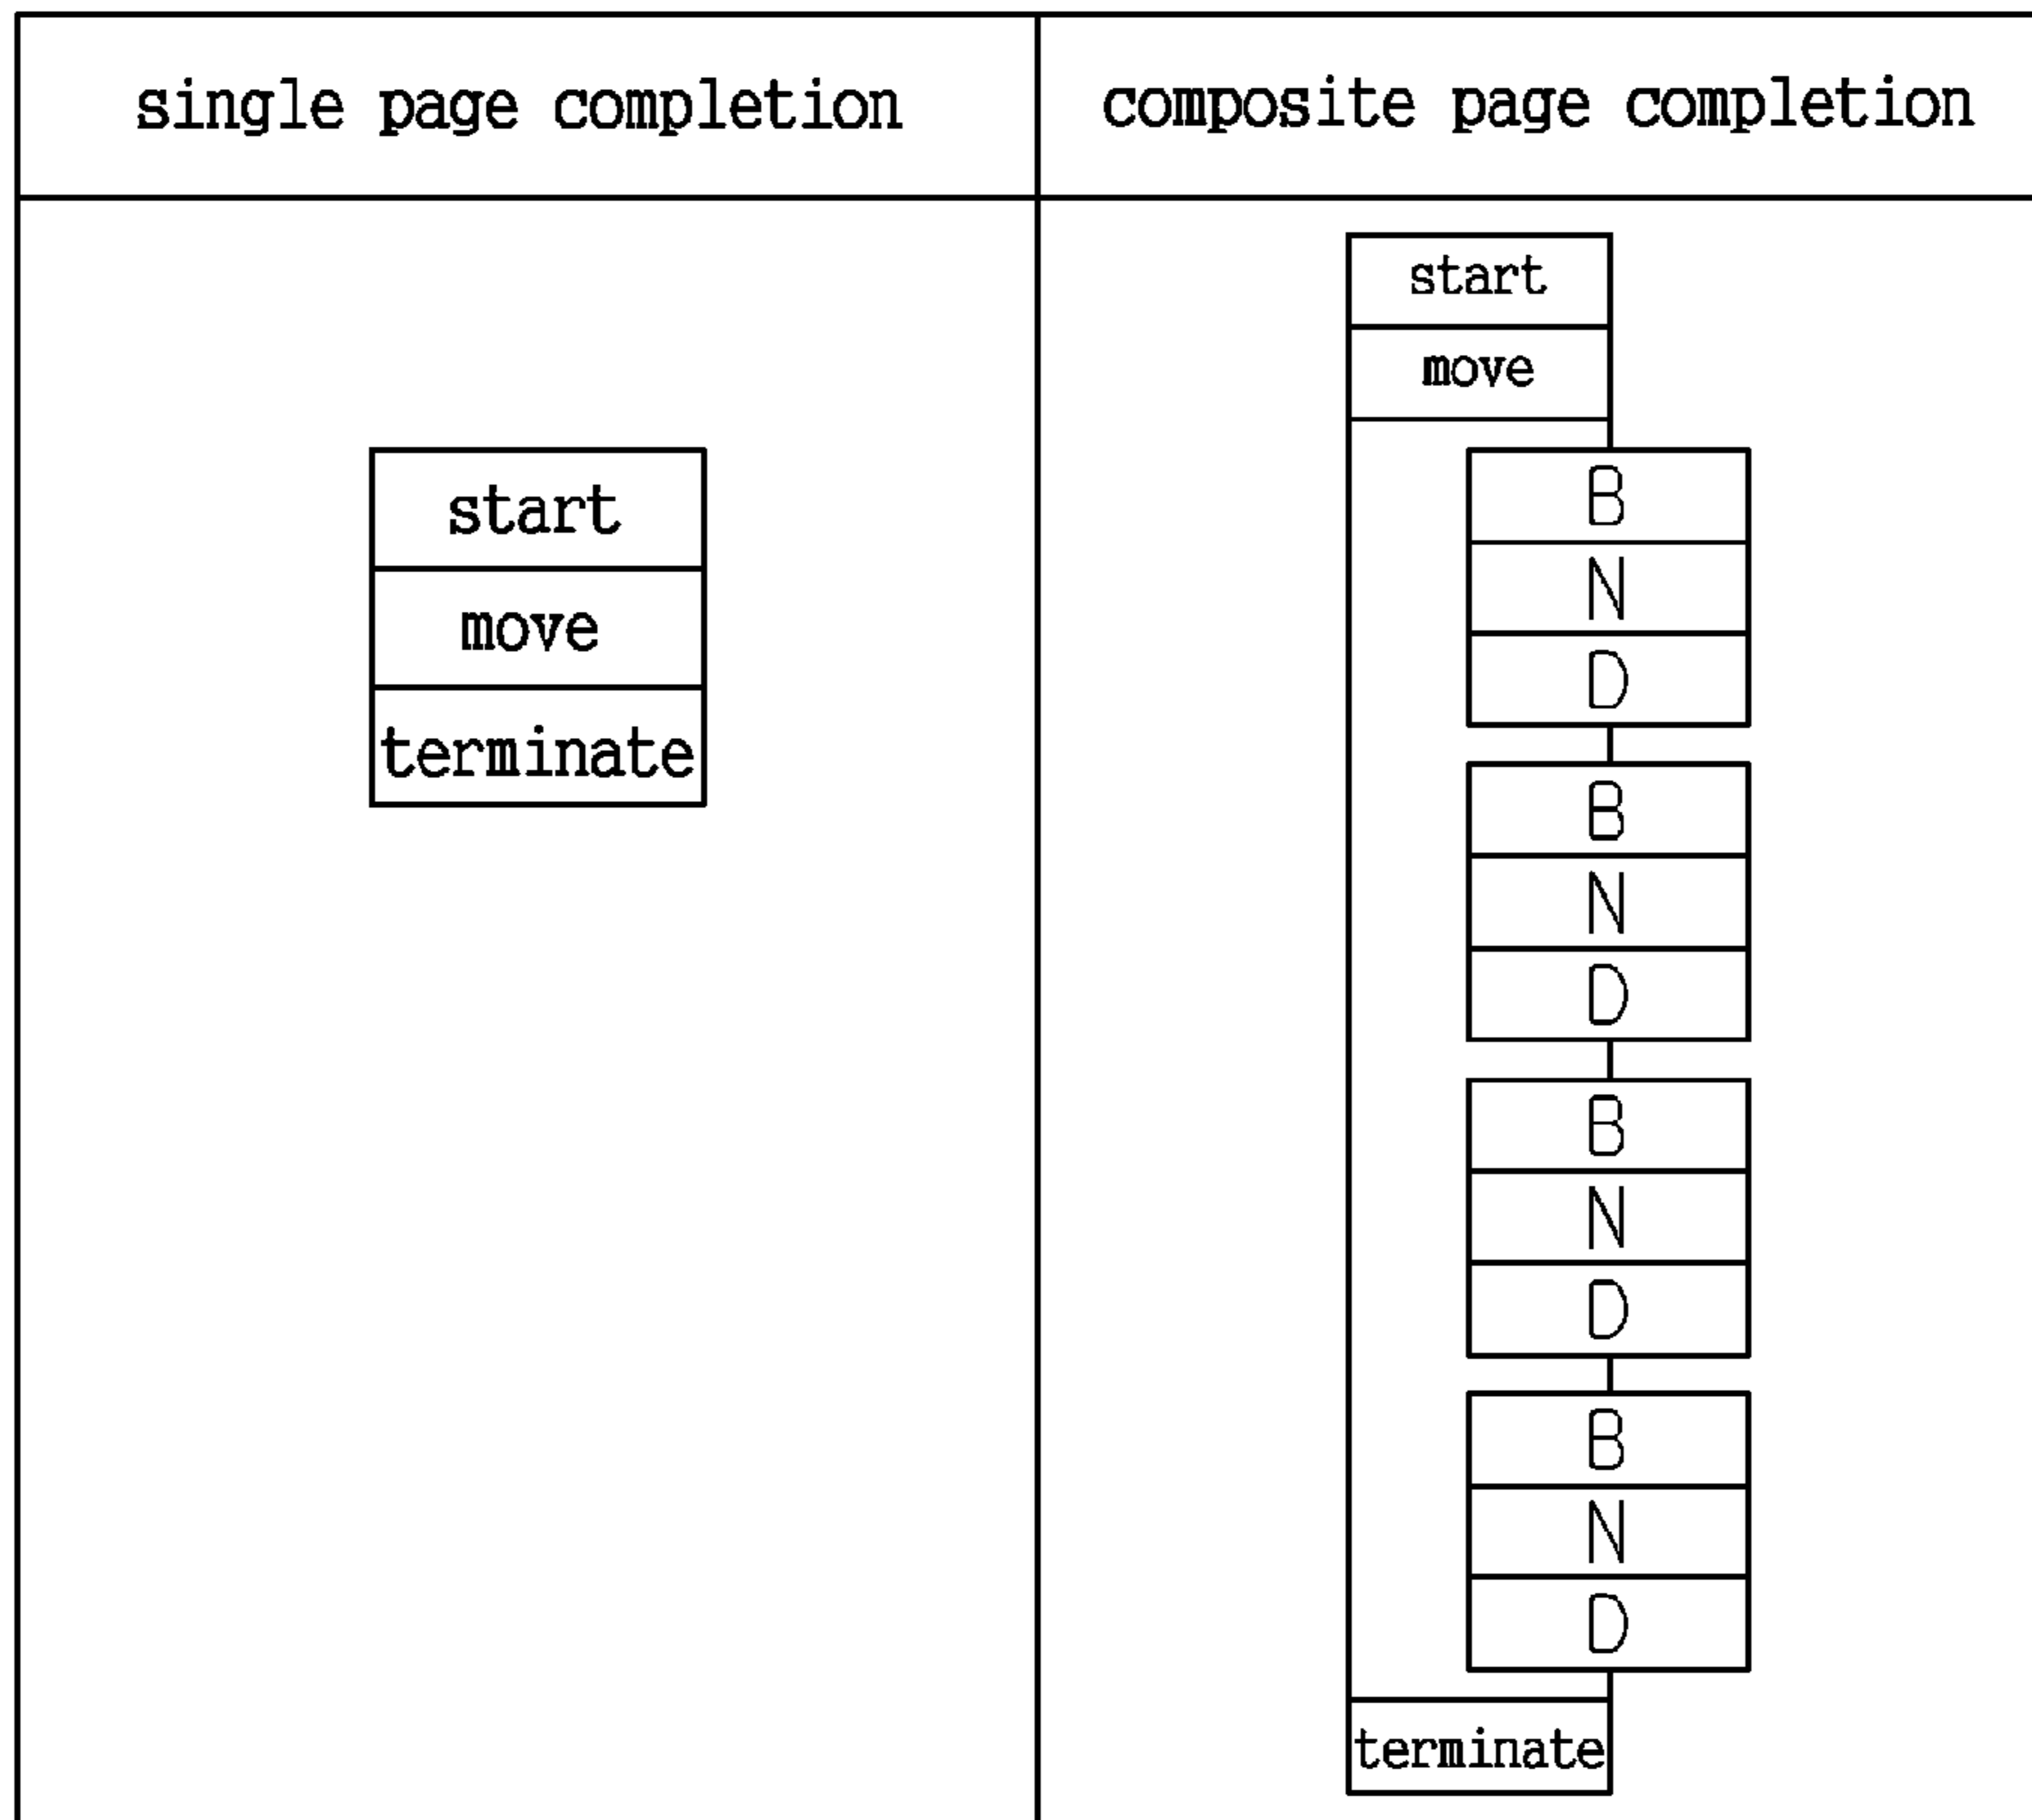 single page completion
composite page completion
start
move
terminate
start
move
B
N
D
B
N
D
B
N
D
B
N
D
terminate